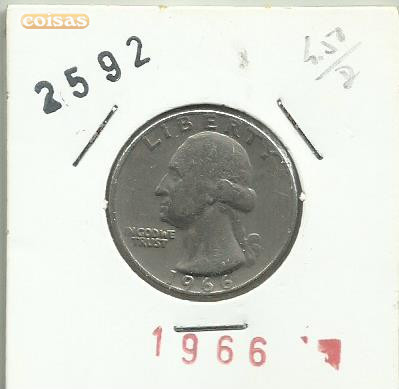 coisas
2592
LIBERTY
IN GOD WE
TRUST
1966
1966